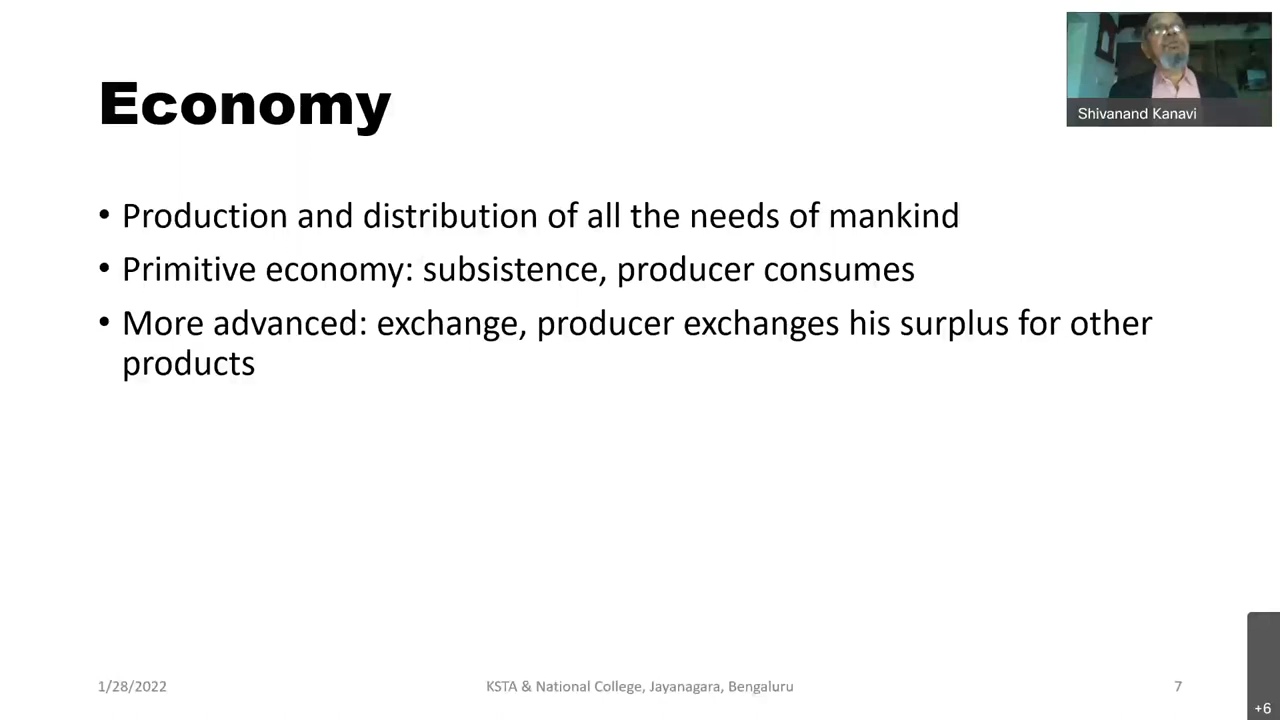 Economy
Shivanand Kanavi
• Production and distribution of all the needs of mankind
• Primitive economy: subsistence, producer consumes
• More advanced: exchange, producer exchanges his surplus for other
products
1/28/2022
KSTA & National College, Jayanagara, Bengaluru
7
+6